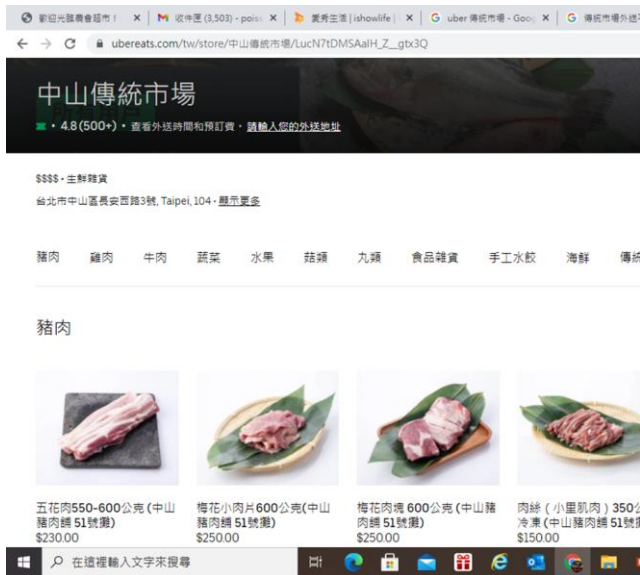 歡迎光臨農會超市！
收件匣 (3,503) - pois
愛秀生活 | ishowlife |
uber 傳統市場 - Goog
傳統市場外送
ubereats.com/tw/store/中山傳統市場/LucN7tDMSAaIH_Z__gtx3Q
中山傳統市場
• 4.8 (500+) • 查看外送時間和預訂費 • 請輸入您的外送地址
$$$$ • 生鮮雜貨
台北市中山區長安西路3號, Taipei, 104 • 顯示更多
豬肉 雞肉 牛肉 蔬菜 水果 菇類 九類 食品雜貨 手工水餃 海鮮 傳統
豬肉
五花肉550-600公克 (中山
豬肉舖 51號攤)
$230.00
梅花小肉片600公克(中山
豬肉舖 51號攤)
$250.00
梅花肉塊 600公克 (中山豬
肉舖 51號攤)
$250.00
肉絲（小里肌肉）350公
冷凍 (中山豬肉舖 51號攤
$150.00
在這裡輸入文字來搜尋